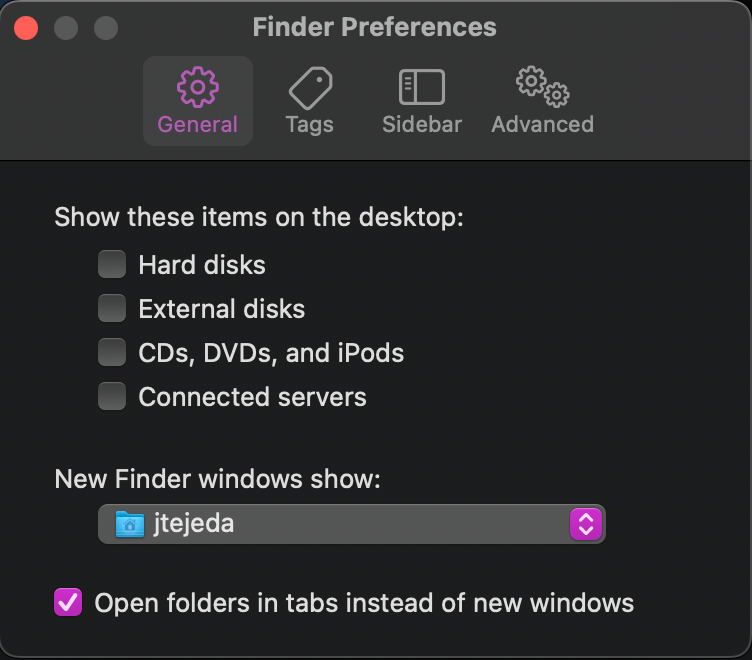 Finder Preferences
General Tags Sidebar Advanced
Show these items on the desktop:
Hard disks
External disks
CDs, DVDs, and iPods
Connected servers
New Finder windows show:
jtejeda
Open folders in tabs instead of new windows